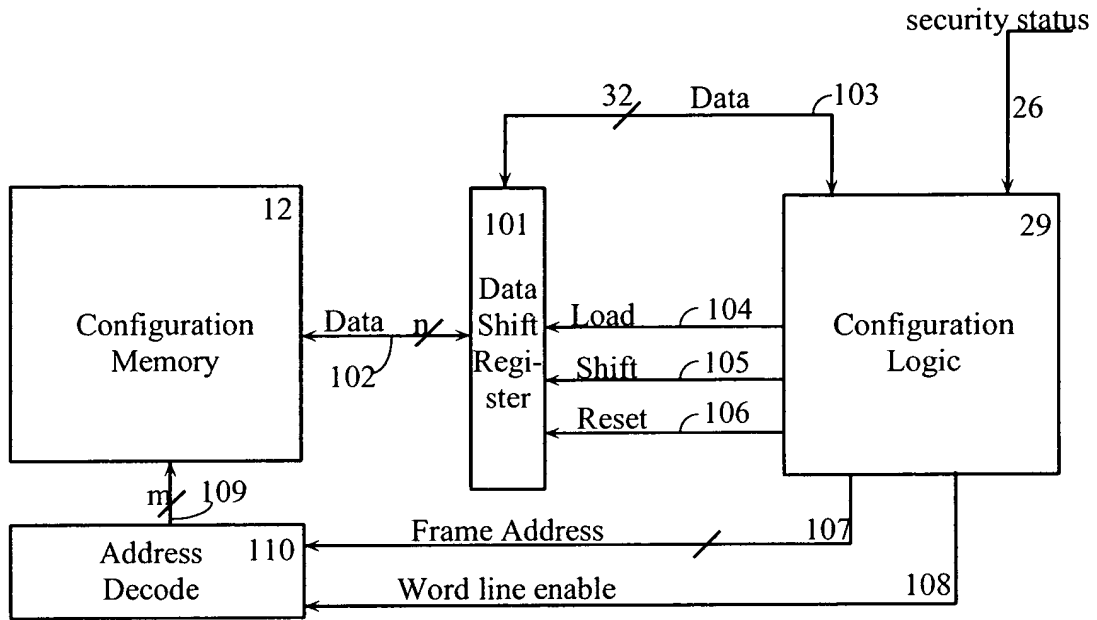 security status
32 Data 103
26
12
101
29
Data
Shift
Regi-
ster
Configuration
Memory
Data n
102
Load 104
Shift 105
Reset 106
Configuration
Logic
m 109
Address
Decode
110
Frame Address 107
Word line enable 108